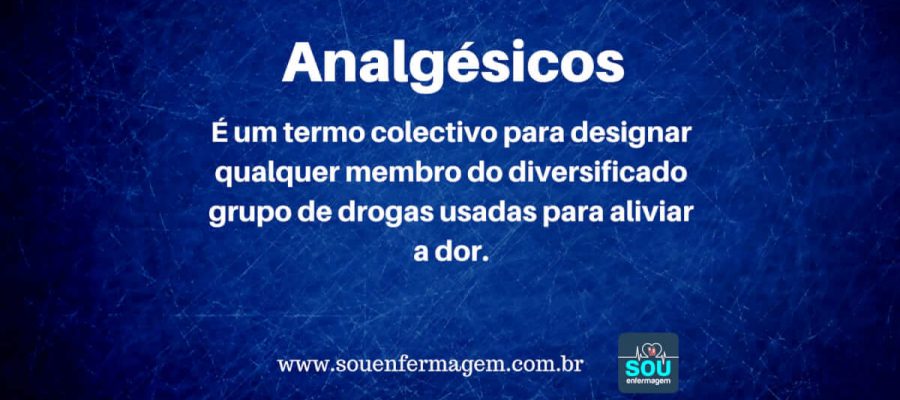 Analgésicos
É um termo colectivo para designar
qualquer membro do diversificado
grupo de drogas usadas para aliviar
a dor.
www.souenfermagem.com.br
SOU
enfermagem